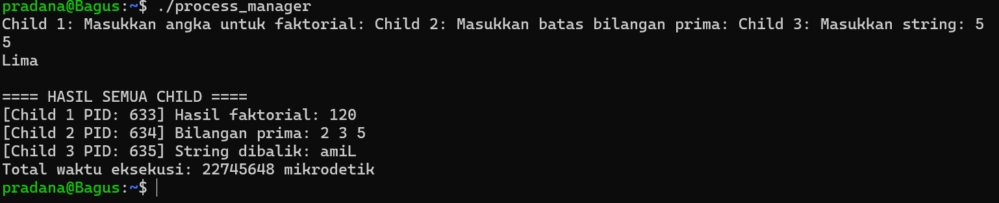 pradana@Bagus:~$ ./process_manager
Child 1: Masukkan angka untuk faktorial: Child 2: Masukkan batas bilangan prima: Child 3: Masukkan string: 5
5
Lima

==== HASIL SEMUA CHILD ====
[Child 1 PID: 633] Hasil faktorial: 120
[Child 2 PID: 634] Bilangan prima: 2 3 5
[Child 3 PID: 635] String dibalik: amiL
Total waktu eksekusi: 22745648 mikrodetik
pradana@Bagus:~$